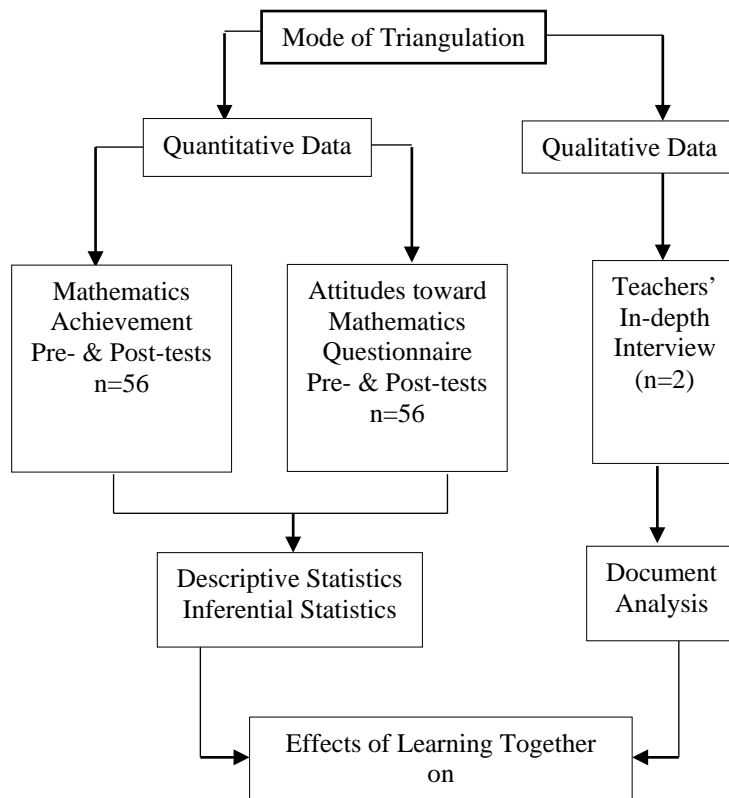 Mode of Triangulation
Quantitative Data
Qualitative Data
Mathematics
Achievement
Pre- & Post-tests
n=56
Attitudes toward
Mathematics
Questionnaire
Pre- & Post-tests
n=56
Teachers’
In-depth
Interview
(n=2)
Descriptive Statistics
Inferential Statistics
Document
Analysis
Effects of Learning Together
on